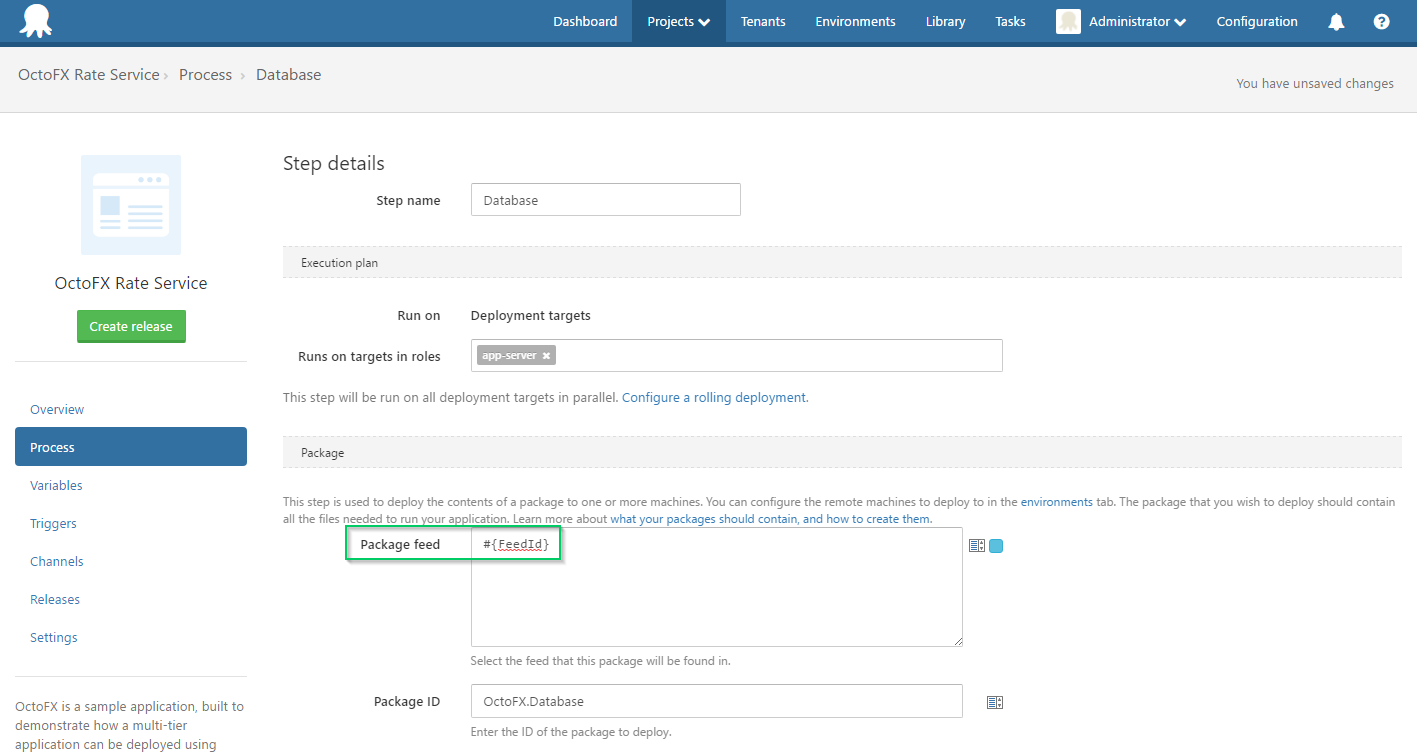 Dashboard Projects Tenants Environments Library Tasks Administrator Configuration
OctoFX Rate Service › Process › Database
You have unsaved changes
OctoFX Rate Service
Create release
Overview
Process
Variables
Triggers
Channels
Releases
Settings
OctoFX is a sample application, built to
demonstrate how a multi-tier
application can be deployed using
Step details
Step name Database
Execution plan
Run on Deployment targets
Runs on targets in roles app-server ×
This step will be run on all deployment targets in parallel. Configure a rolling deployment.
Package
This step is used to deploy the contents of a package to one or more machines. You can configure the remote machines to deploy to in the environments tab. The package that you wish to deploy should contain
all the files needed to run your application. Learn more about what your packages should contain, and how to create them.
Package feed #{FeedId}
Select the feed that this package will be found in.
Package ID OctoFX.Database
Enter the ID of the package to deploy.